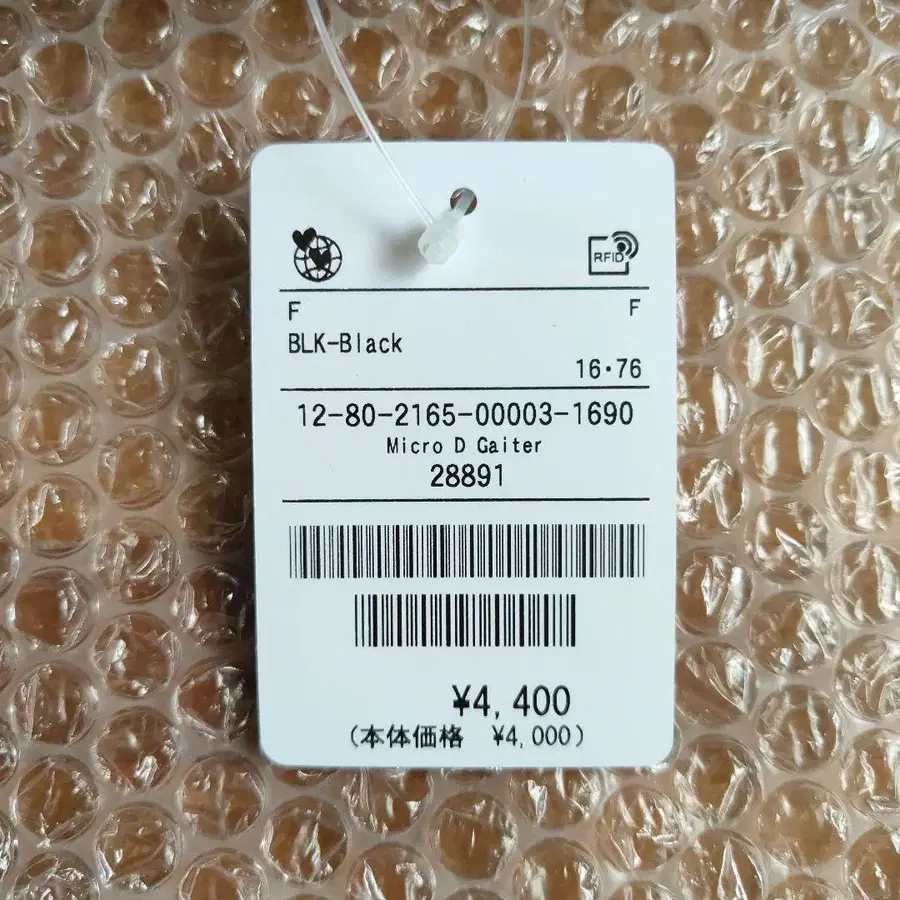 RFID
F F
BLK-Black
16・76
12-80-2165-00003-1690
Micro D Gaiter
28891
¥4,400
(本体価格 ¥4,000)